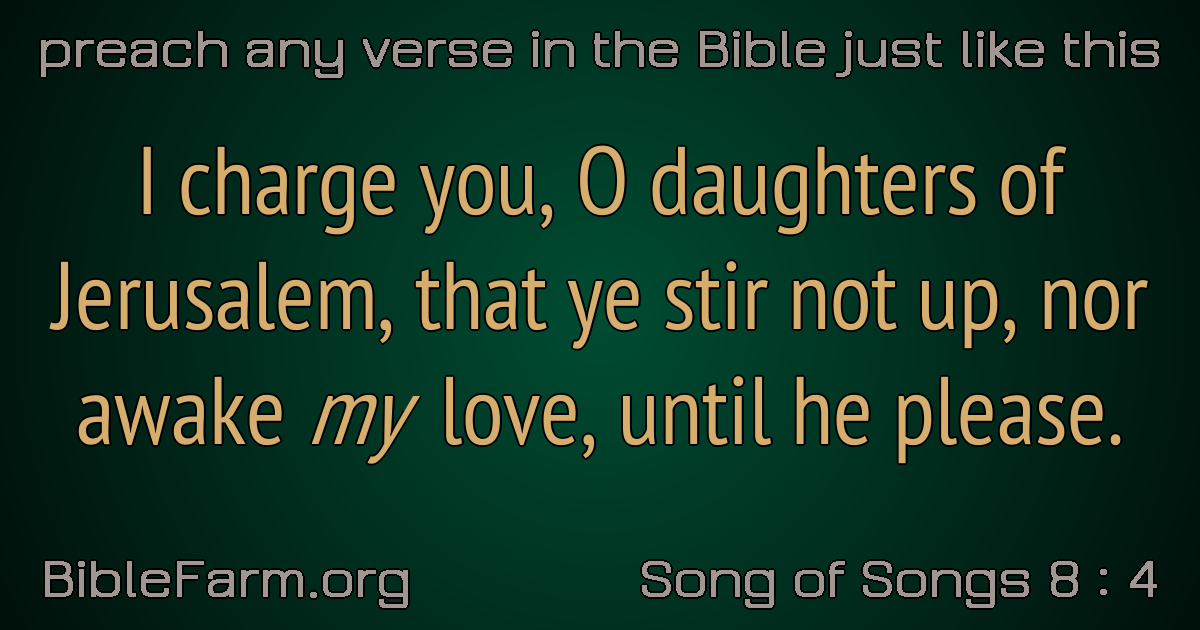 preach any verse in the Bible just like this
I charge you, O daughters of
Jerusalem, that ye stir not up, nor
awake my love, until he please.
BibleFarm.org
Song of Songs 8 : 4